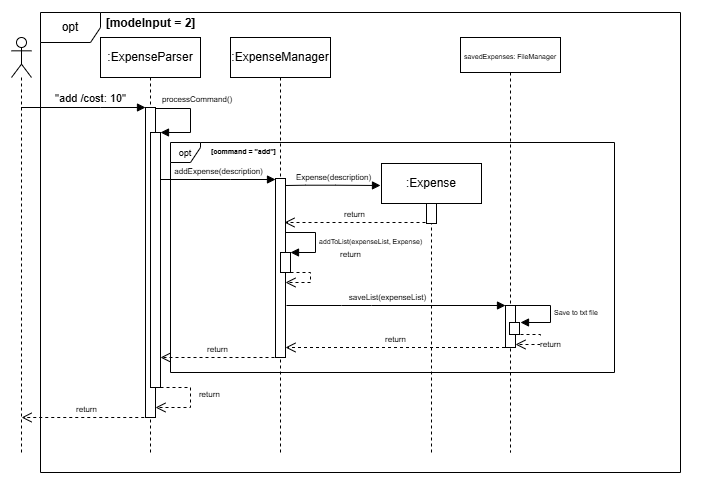 opt
[modeInput = 2]
:ExpenseParser
:ExpenseManager
savedExpenses: FileManager
"add /cost: 10"
processCommand()
opt
[command = "add"]
addExpense(description)
Expense(description)
:Expense
return
addToList(expenseList, Expense)
return
saveList(expenseList)
Save to txt file
return
return
return
return
return